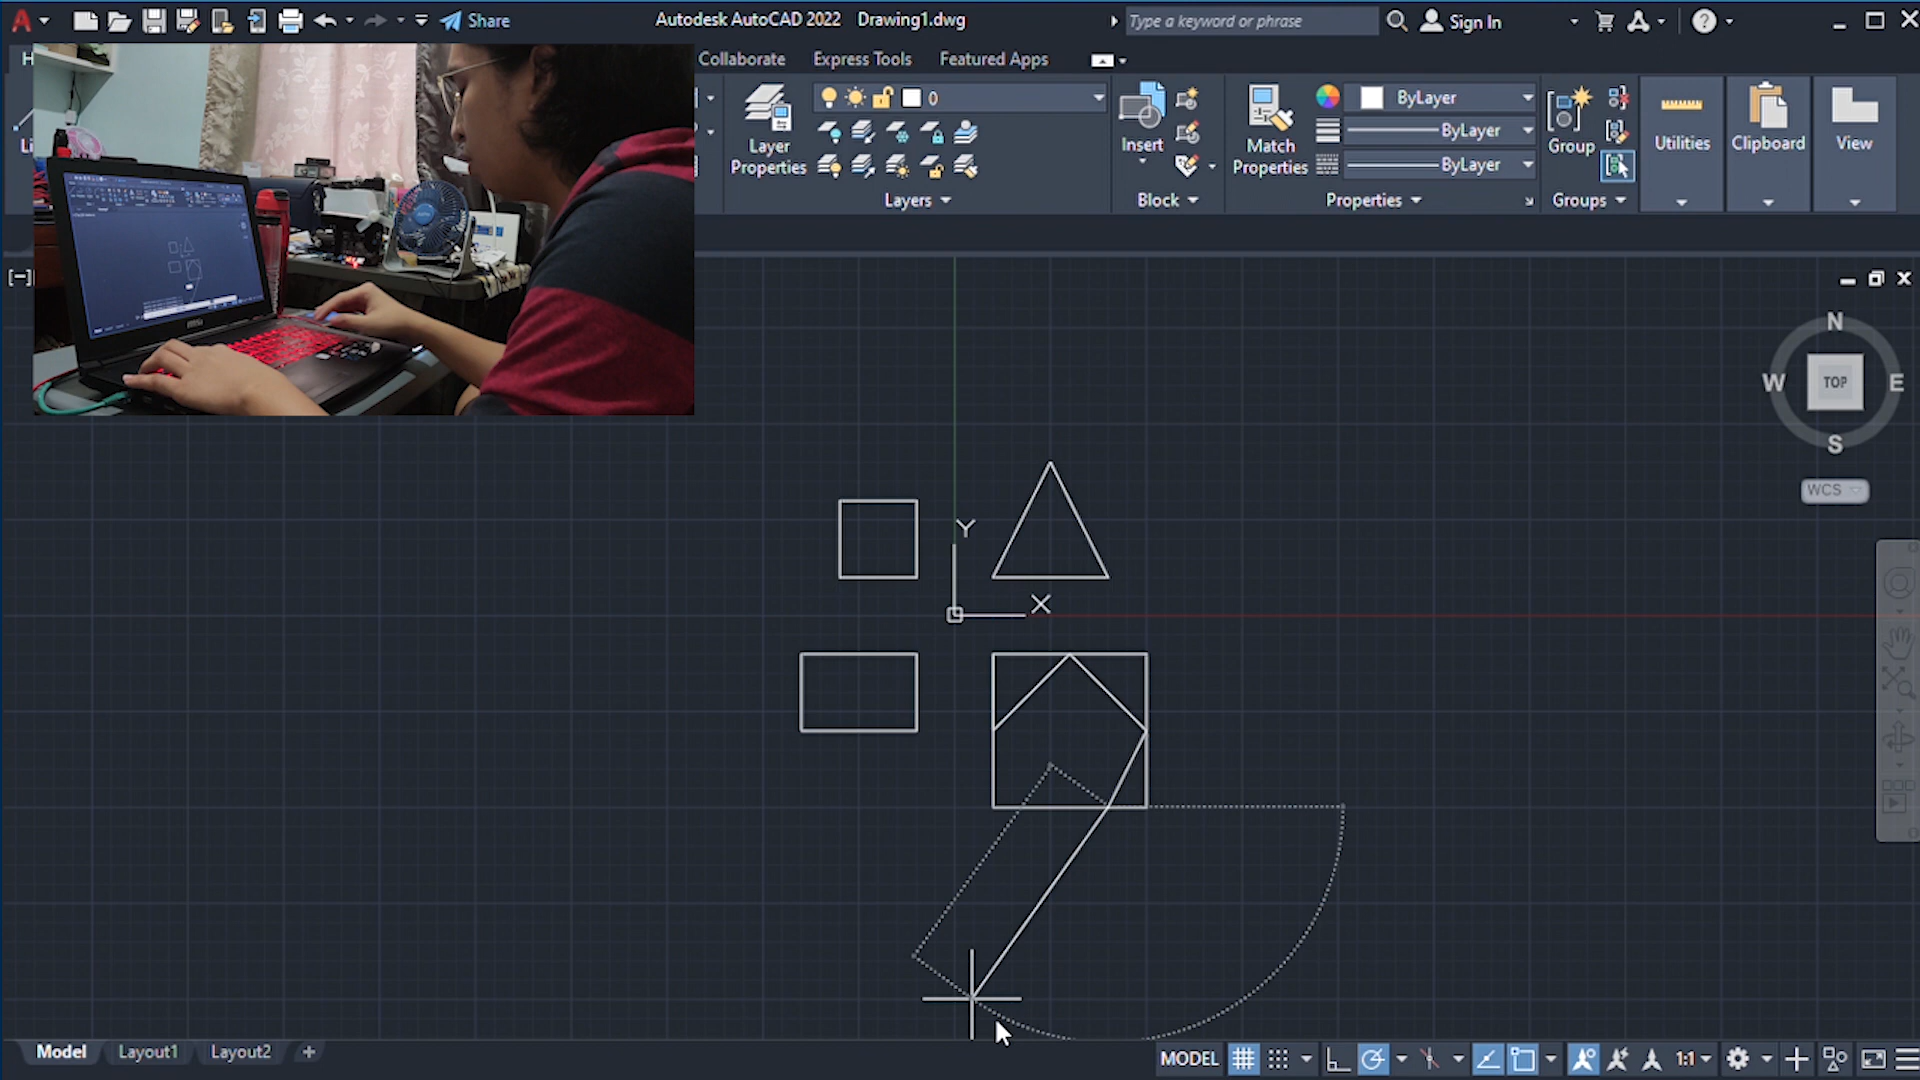 Share
Autodesk AutoCAD 2022 Drawing1.dwg
Type a keyword or phrase
Sign In
Collaborate
Express Tools
Featured Apps
0
Layer
Properties
Layers
Insert
Block
Match
Properties
ByLayer
ByLayer
ByLayer
Properties
Group
Groups
Utilities
Clipboard
View
[−]
N
W
TOP
E
S
WCS
Y
X
Model
Layout1
Layout2
+
MODEL
1:1